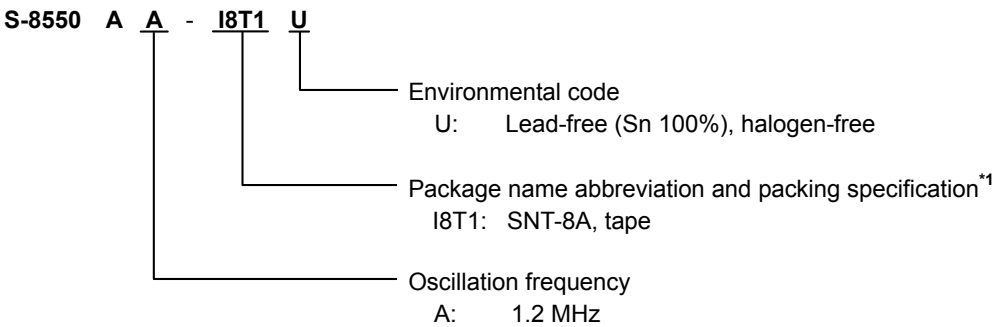 S-8550 A A - I8T1 U
Environmental code
U: Lead-free (Sn 100%), halogen-free
Package name abbreviation and packing specification*1
I8T1: SNT-8A, tape
Oscillation frequency
A: 1.2 MHz